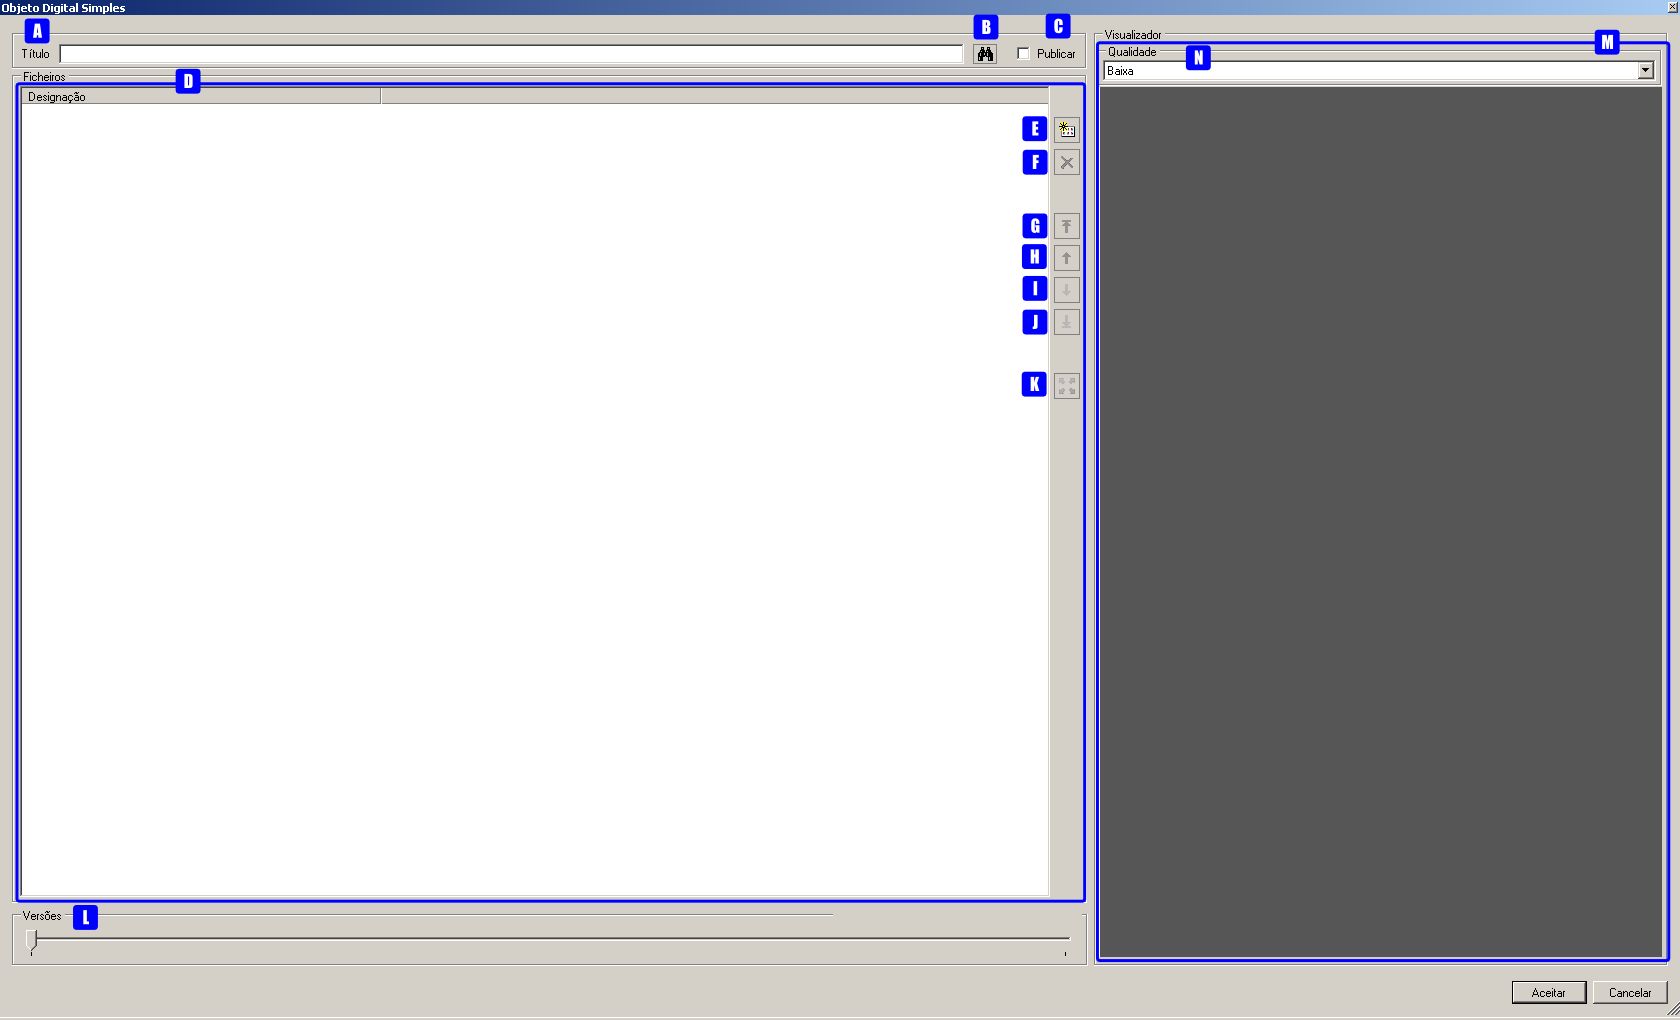 Objeto Digital Simples
A
B
C
Título
Publicar
Ficheiros
D
Designação
E
F
G
H
I
J
K
Versões
L
Visualizador
M
Qualidade
N
Baixa
Aceitar
Cancelar